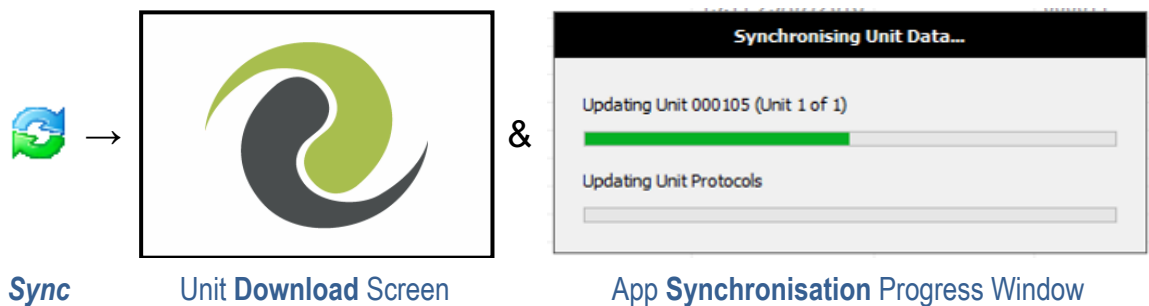 Synchronising Unit Data...
Updating Unit 000105 (Unit 1 of 1)
→
&
Updating Unit Protocols
Sync
Unit Download Screen
App Synchronisation Progress Window